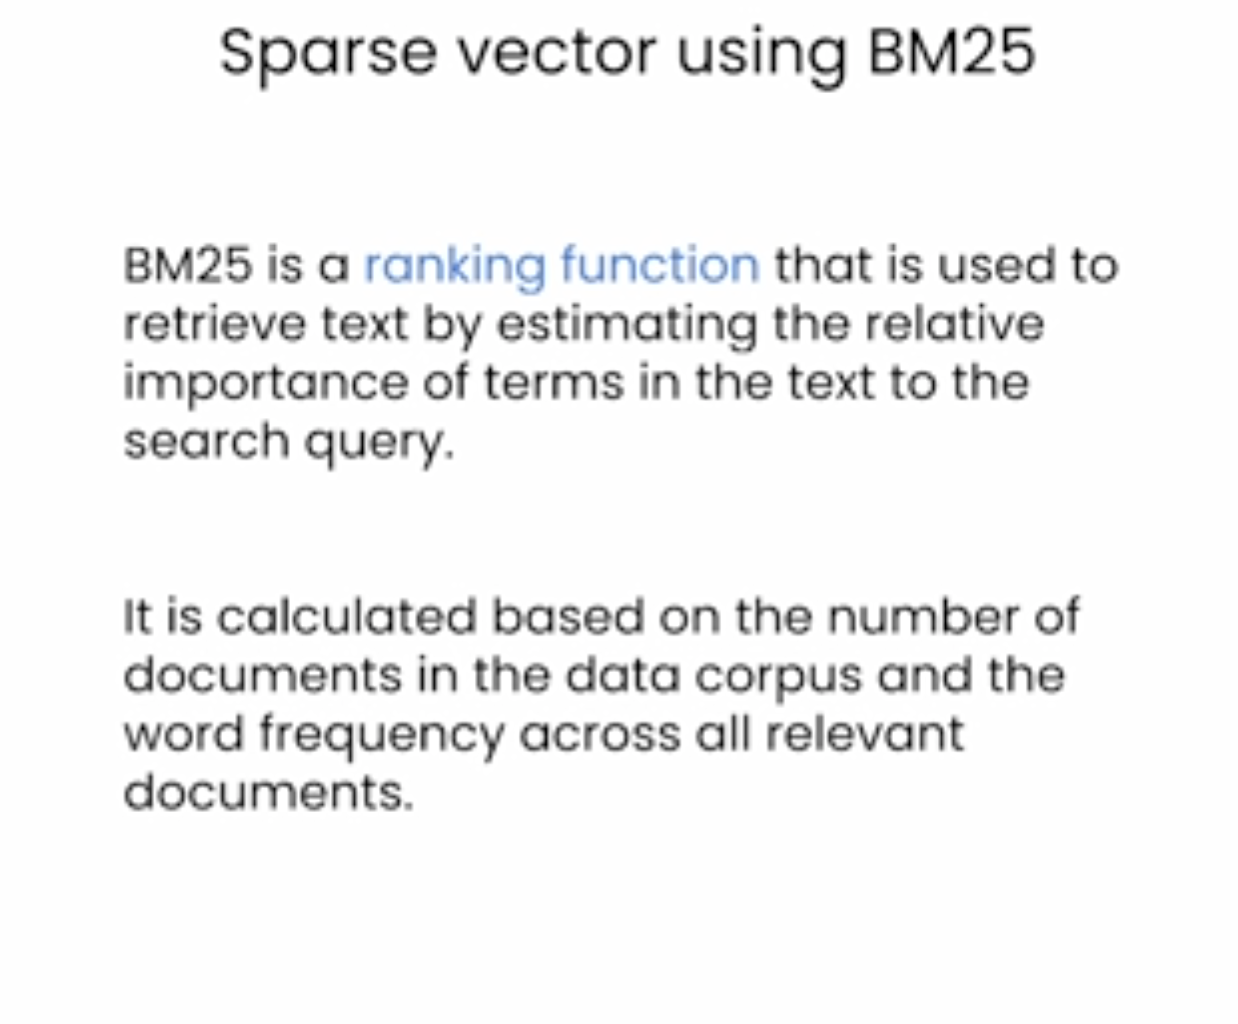 Sparse vector using BM25
BM25 is a ranking function that is used to
retrieve text by estimating the relative
importance of terms in the text to the
search query.
It is calculated based on the number of
documents in the data corpus and the
word frequency across all relevant
documents.